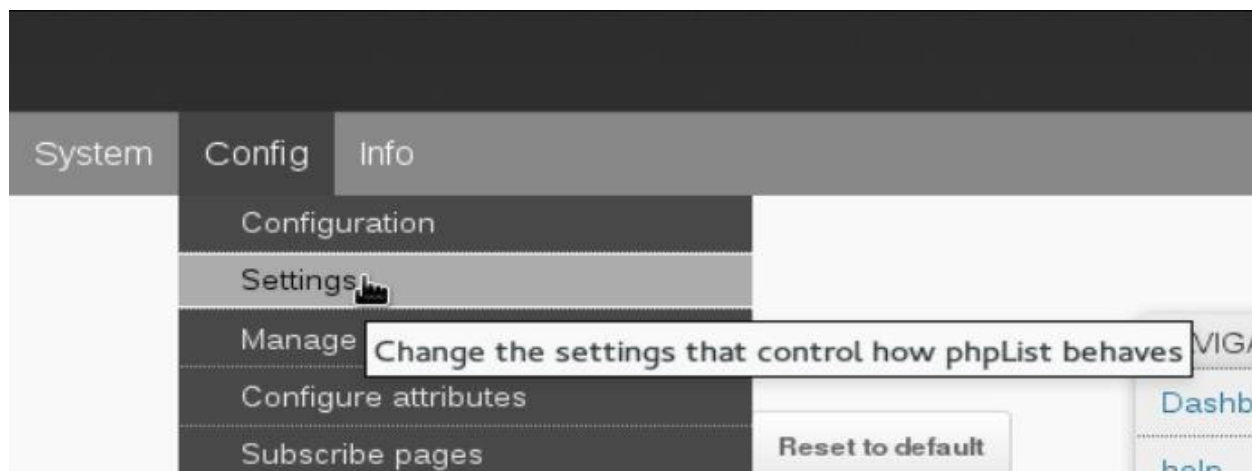 System Config Info
Configuration
Settings
Manage
Change the settings that control how phpList behaves
Configure attributes
Subscribe pages
Reset to default